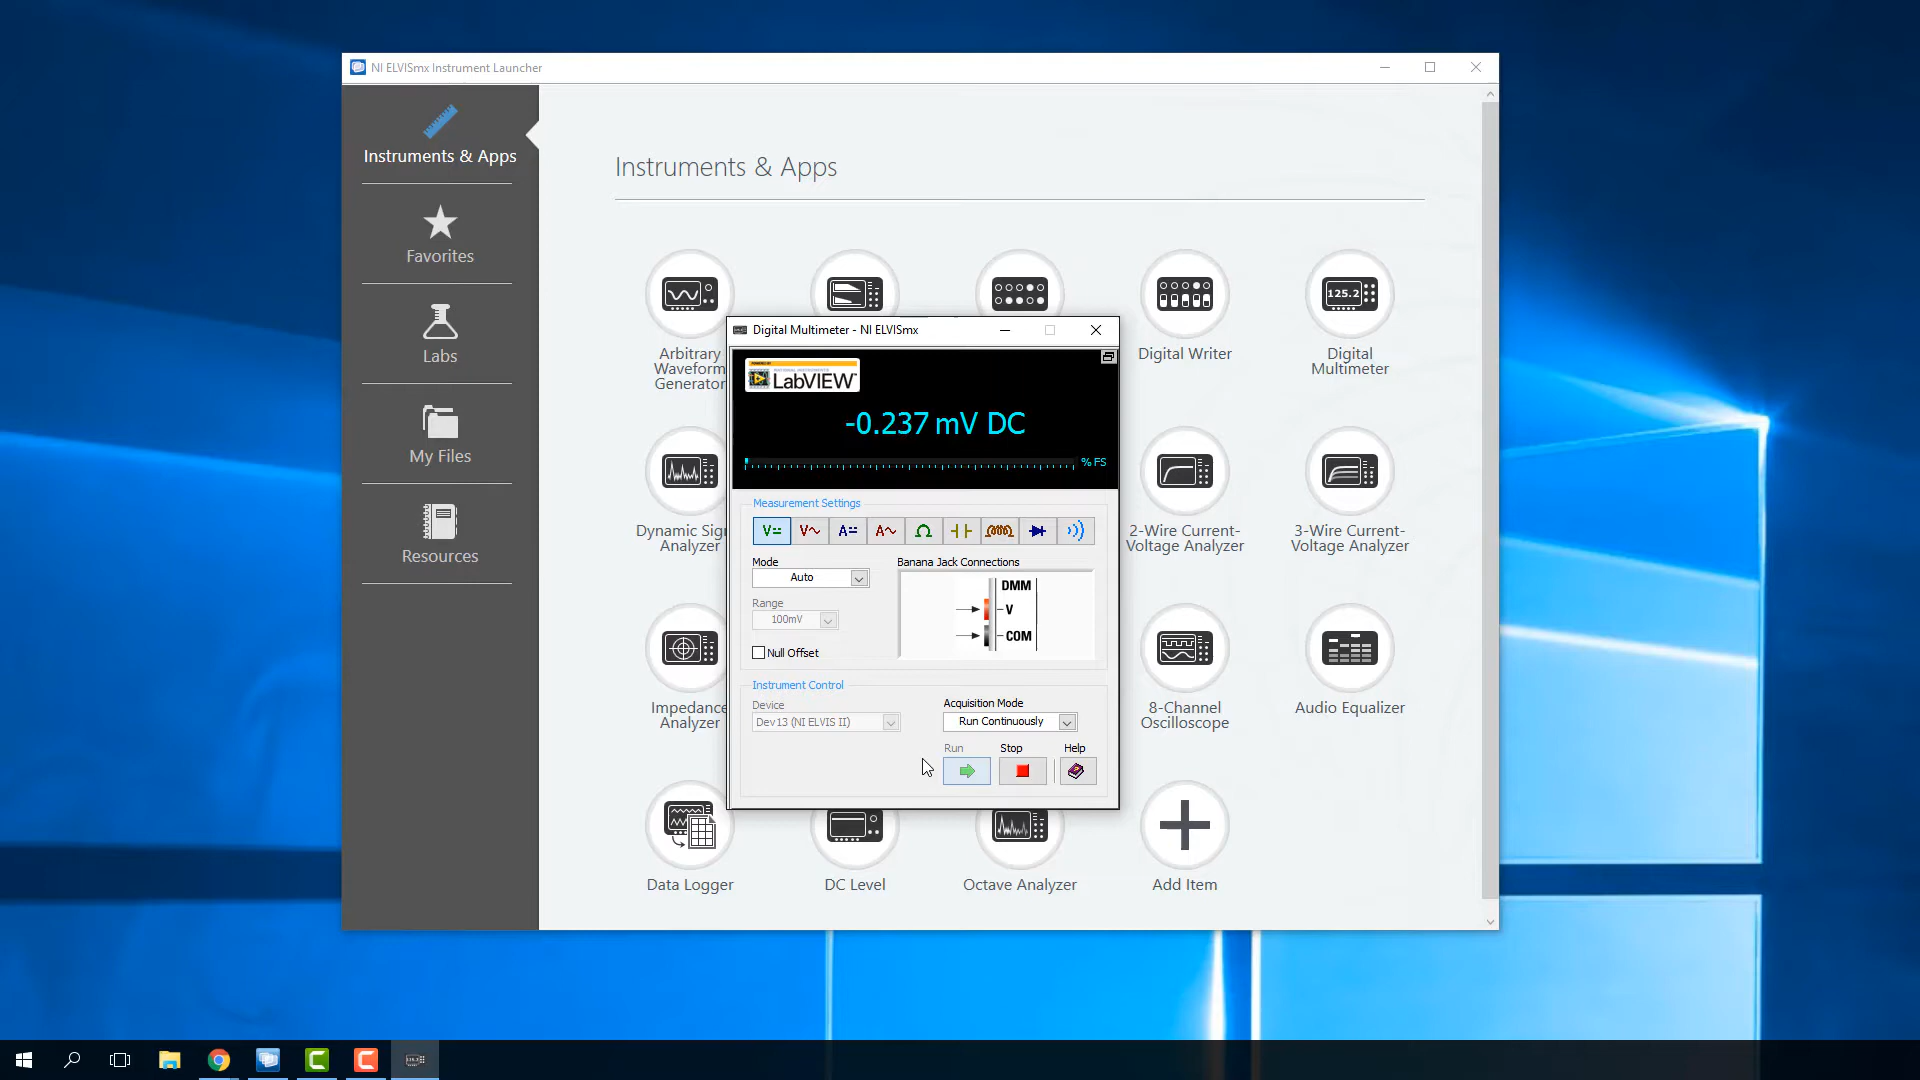 NI ELVISmx Instrument Launcher
Instruments & Apps
Favorites
Labs
My Files
Resources
Instruments & Apps
Arbitrary
Waveform
Generator
Digital Writer
125.2
Digital
Multimeter
Dynamic Sig
Analyzer
2-Wire Current-
Voltage Analyzer
3-Wire Current-
Voltage Analyzer
Impedance
Analyzer
8-Channel
Oscilloscope
Audio Equalizer
Data Logger
DC Level
Octave Analyzer
Add Item
Digital Multimeter - NI ELVISmx
LabVIEW
-0.237 mV DC
% FS
Measurement Settings
V
V
A
A
Ω
Mode
Auto
Range
100mV
Null Offset
Banana Jack Connections
DMM
V
COM
Instrument Control
Device
Dev13 (NI ELVIS II)
Acquisition Mode
Run Continuously
Run
Stop
Help